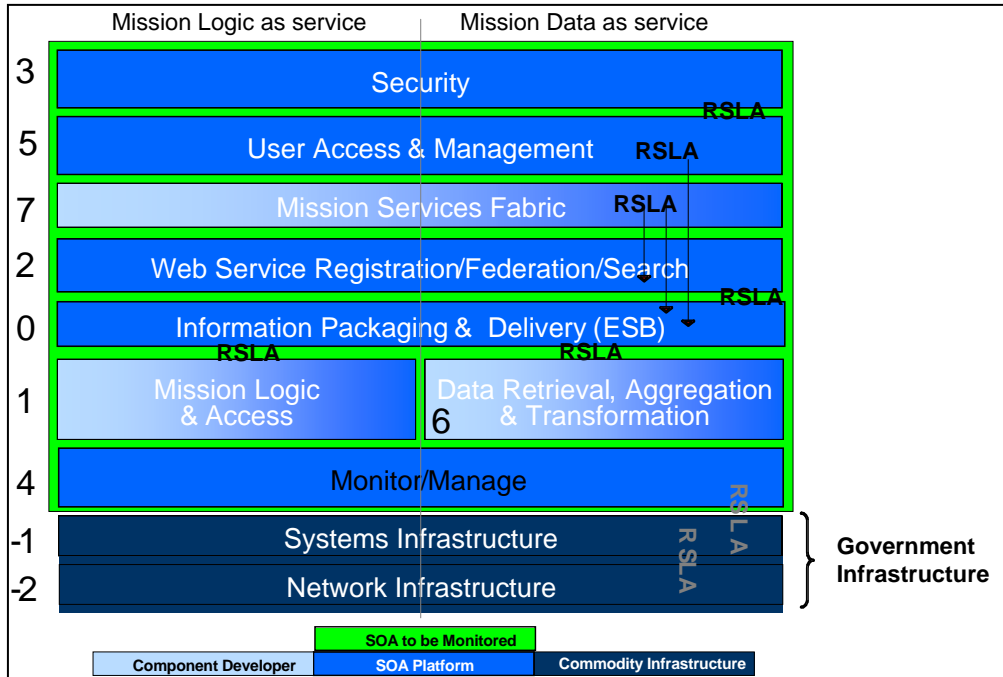 Mission Logic as service
Mission Data as service
3
Security
RSLA
5
User Access & Management
RSLA
7
Mission Services Fabric
RSLA
2
Web Service Registration/Federation/Search
RSLA
0
Information Packaging & Delivery (ESB)
RSLA
RSLA
1
Mission Logic
& Access
6
Data Retrieval, Aggregation
& Transformation
4
Monitor/Manage
RSLA
-1
Systems Infrastructure
RSLA
-2
Network Infrastructure
Government
Infrastructure
SOA to be Monitored
Component Developer
SOA Platform
Commodity Infrastructure